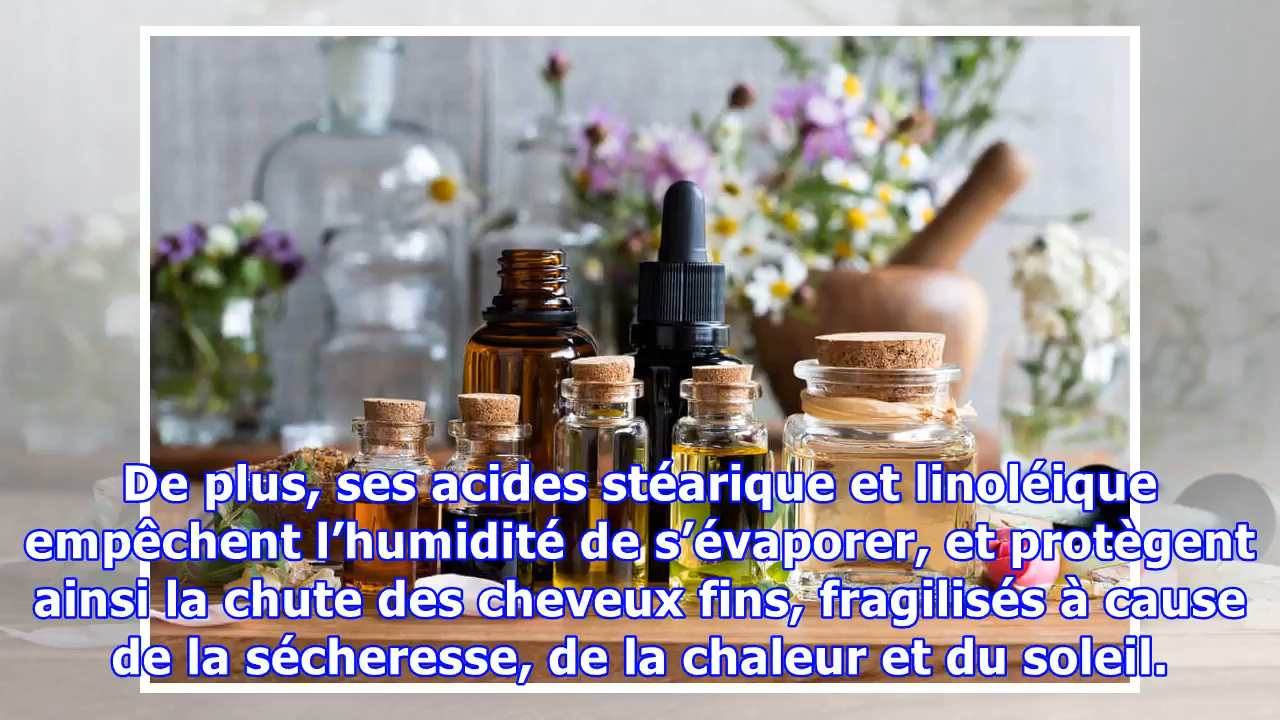 De plus, ses acides stéarique et linoléique
empêchent l’humidité de s’évaporer, et protègent
ainsi la chute des cheveux fins, fragilisés à cause
de la sécheresse, de la chaleur et du soleil.